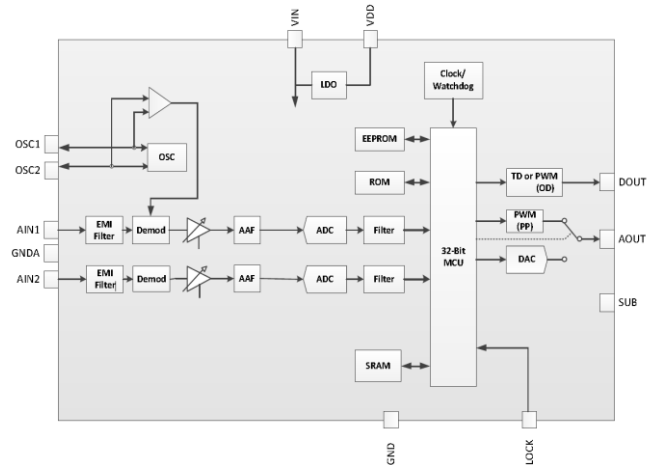 VIN
VDD
LDO
Clock/
Watchdog
OSC1
OSC2
OSC
EEPROM
ROM
TD or PWM
(OD)
DOUT
AIN1
EMI
Filter
Demod
AAF
ADC
Filter
PWM
(PP)
AOUT
GNDA
32-Bit
MCU
DAC
AIN2
EMI
Filter
Demod
AAF
ADC
Filter
SUB
SRAM
GND
LOCK